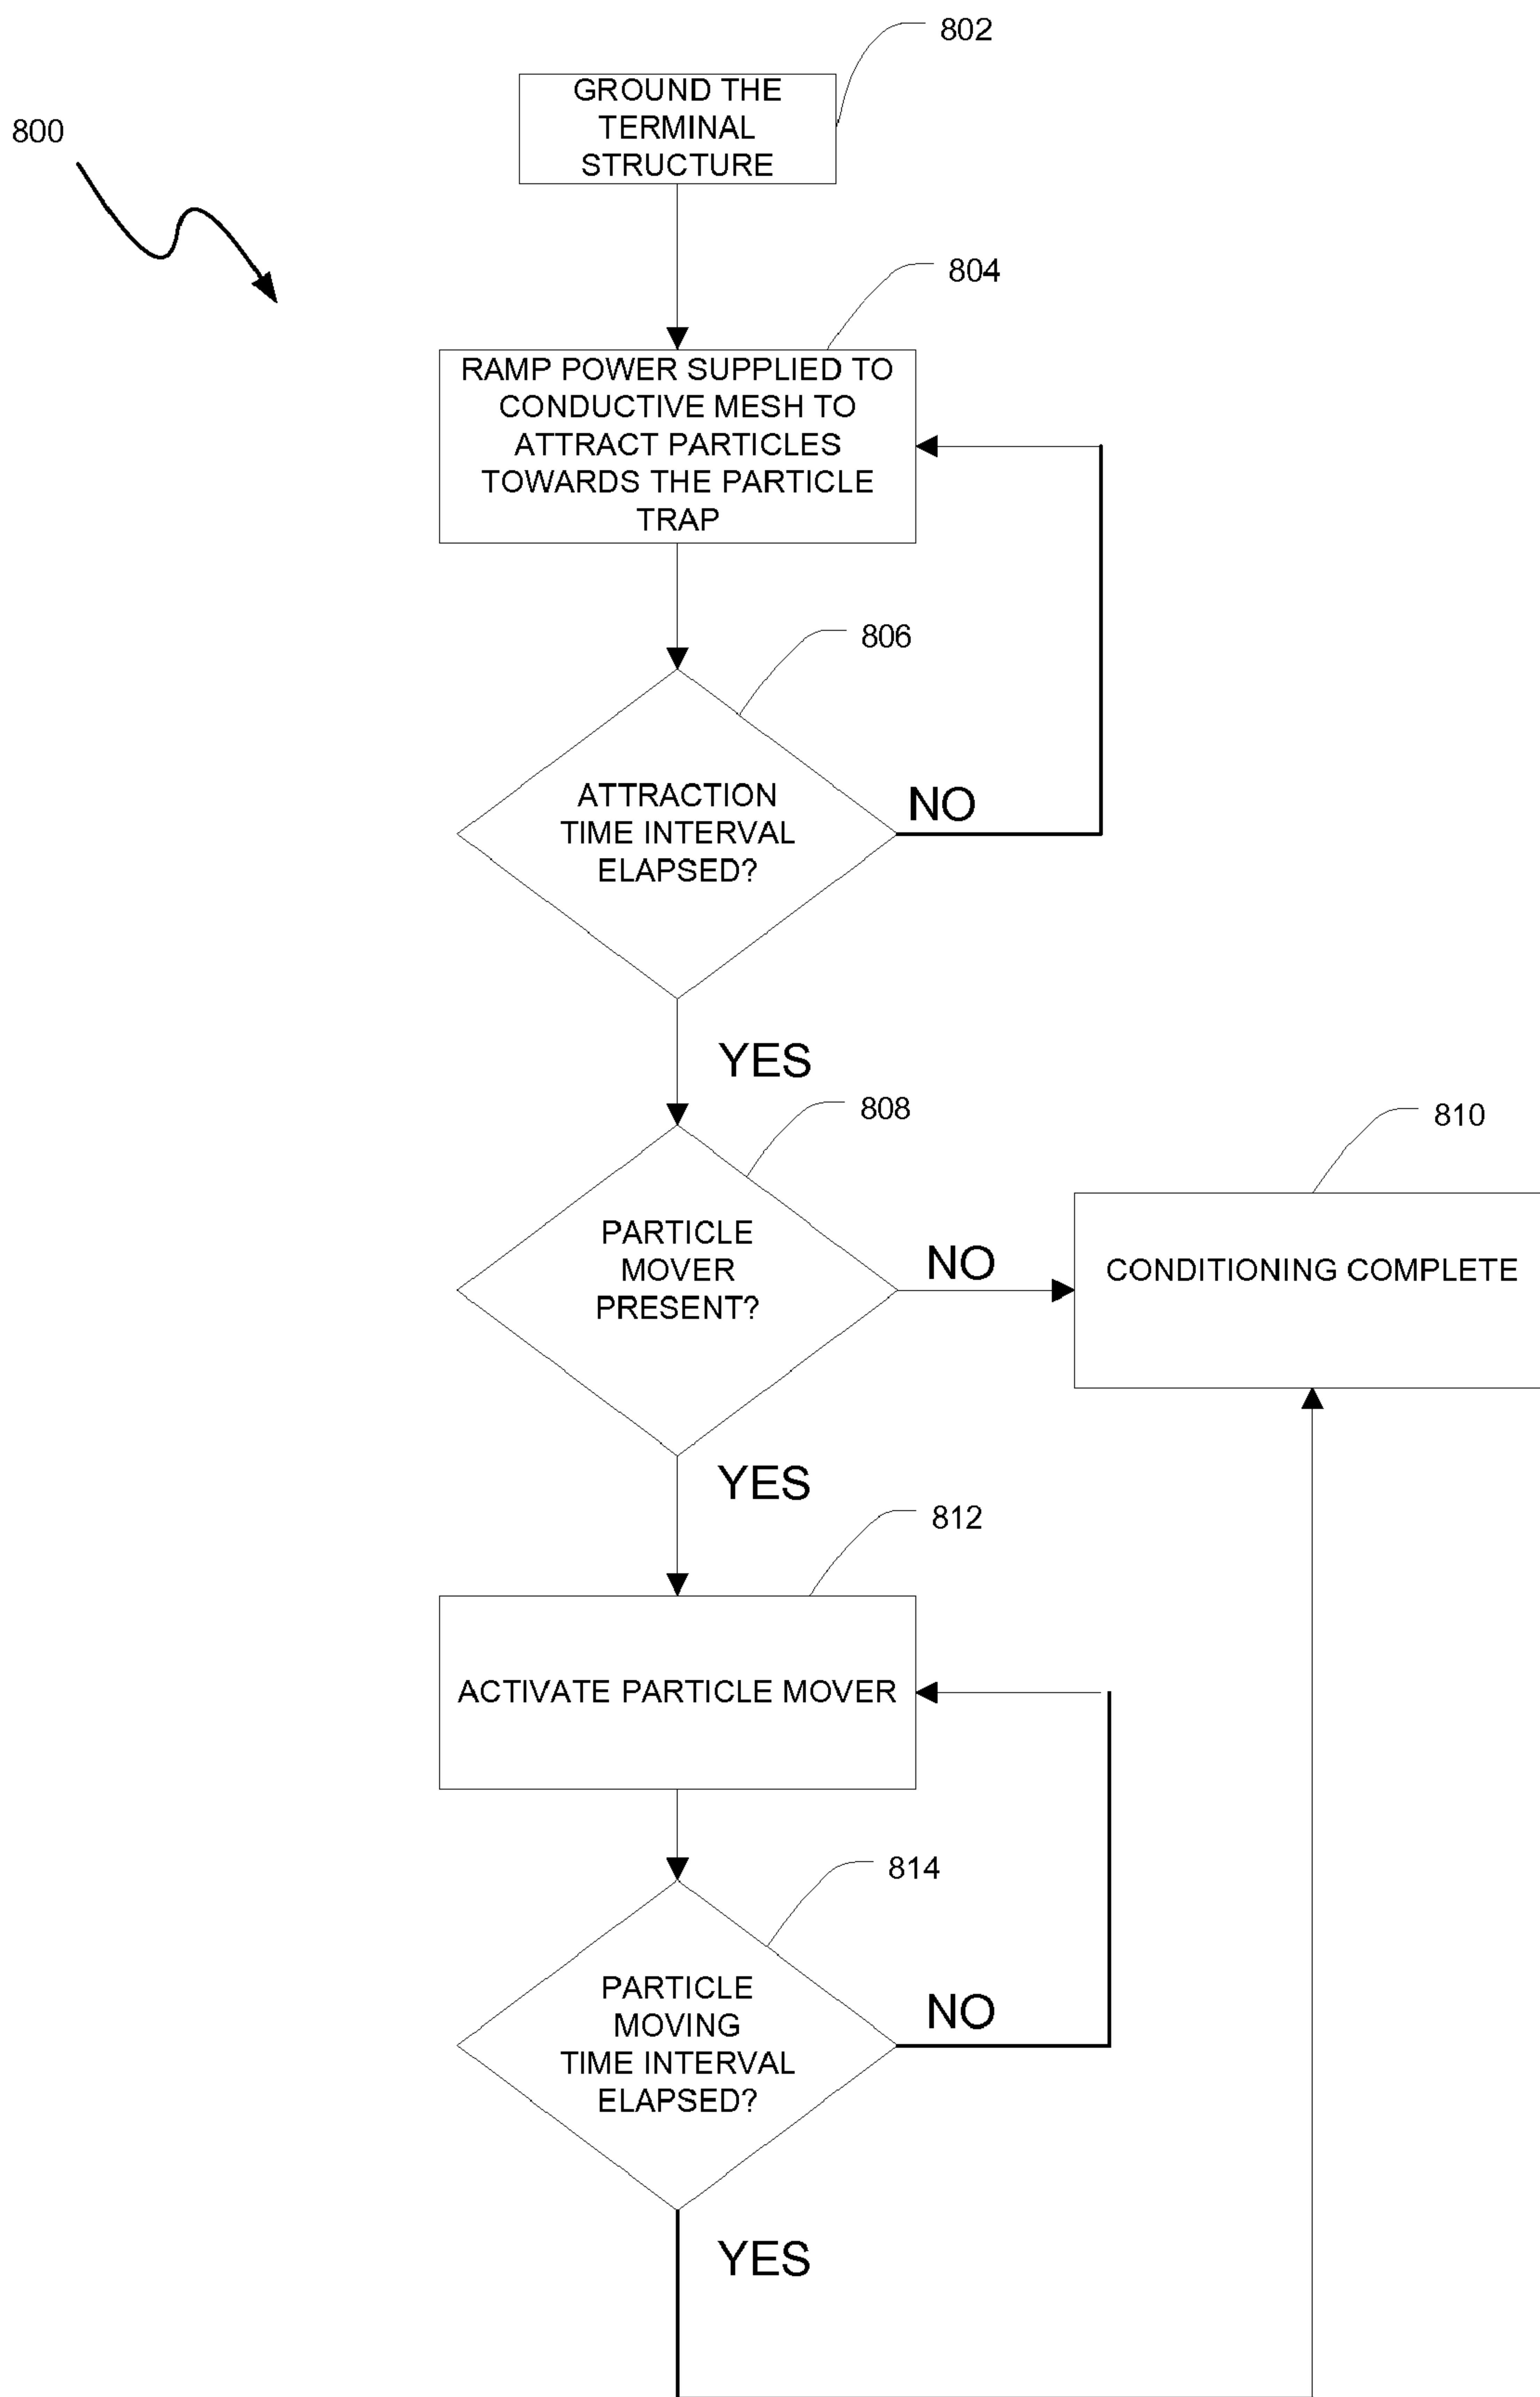 802
GROUND THE
TERMINAL
STRUCTURE
800
804
RAMP POWER SUPPLIED TO
CONDUCTIVE MESH TO
ATTRACT PARTICLES
TOWARDS THE PARTICLE
TRAP
806
ATTRACTION
TIME INTERVAL
ELAPSED?
NO
YES
808
810
PARTICLE
MOVER
PRESENT?
NO
CONDITIONING COMPLETE
YES
812
ACTIVATE PARTICLE MOVER
814
PARTICLE
MOVING
TIME INTERVAL
ELAPSED?
NO
YES